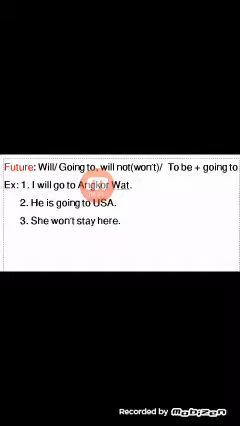 Future: Will/ Going to, will not(won't)/ To be + going to
Ex: 1. I will go to Angkor Wat.
2. He is going to USA.
3. She won't stay here.
Recorded by Mobizen